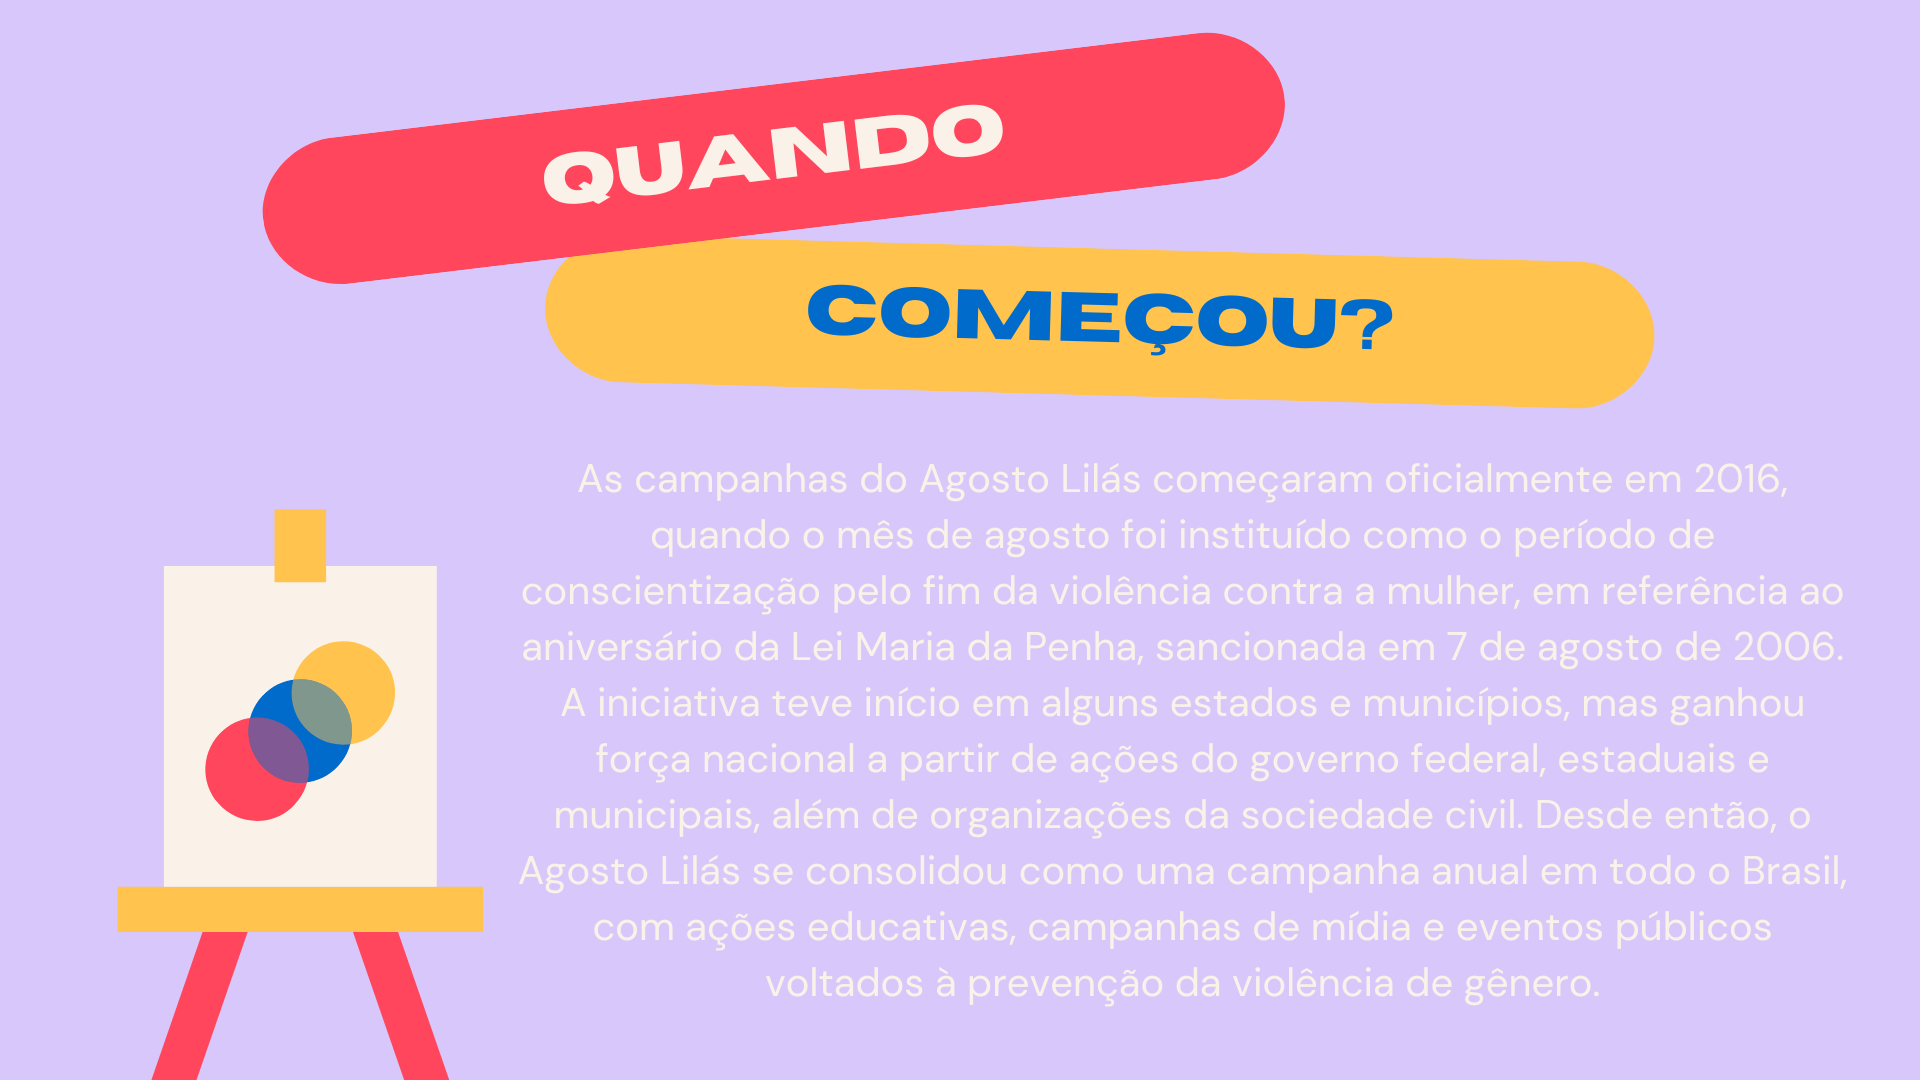 QUANDO
COMEÇOU?
As campanhas do Agosto Lilás começaram oficialmente em 2016,
quando o mês de agosto foi instituído como o período de
conscientização pelo fim da violência contra a mulher, em referência ao
aniversário da Lei Maria da Penha, sancionada em 7 de agosto de 2006.
A iniciativa teve início em alguns estados e municípios, mas ganhou
força nacional a partir de ações do governo federal, estaduais e
municipais, além de organizações da sociedade civil. Desde então, o
Agosto Lilás se consolidou como uma campanha anual em todo o Brasil,
com ações educativas, campanhas de mídia e eventos públicos
voltados à prevenção da violência de gênero.